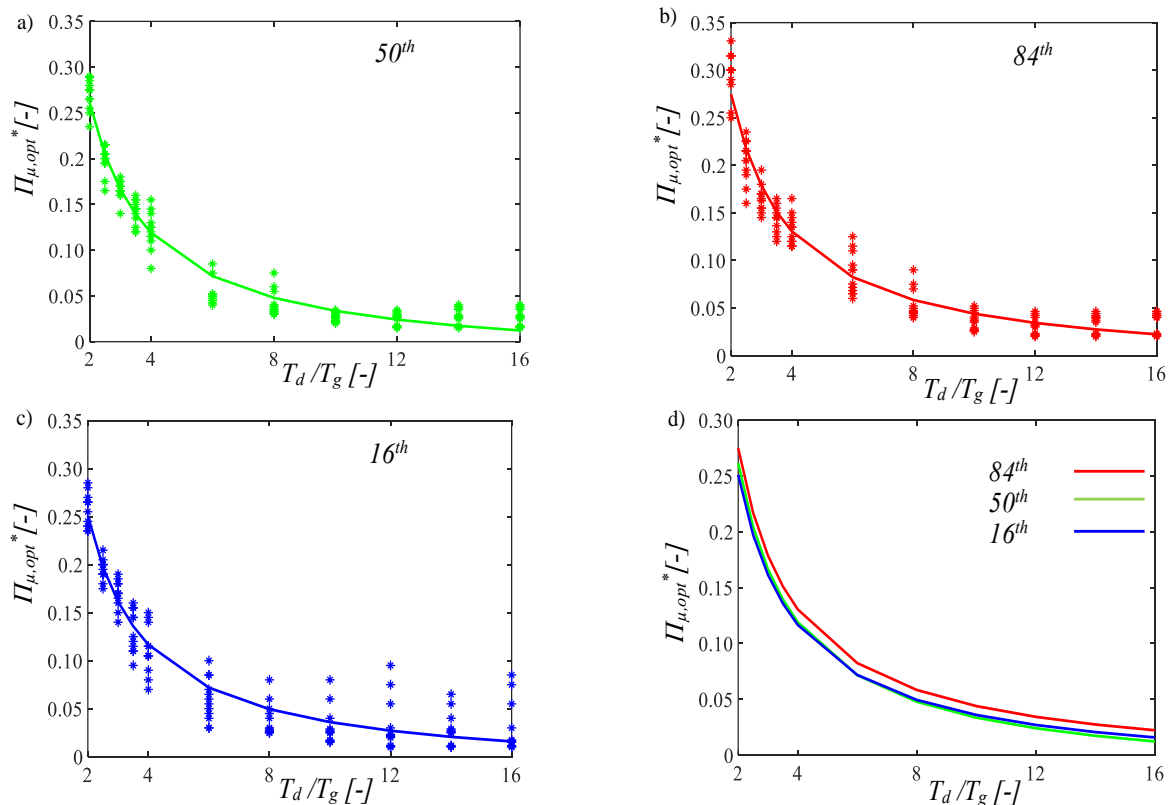 a)
50th
0.35
0.30
0.25
0.2
0.15
0.10
0.05
0
Πμ,opt* [-]
2 4 8 12 16
Td /Tg [-]
b)
84th
0.35
0.30
0.25
0.2
0.15
0.10
0.05
0
Πμ,opt* [-]
2 4 8 12 16
Td /Tg [-]
c)
16th
0.35
0.30
0.25
0.2
0.15
0.10
0.05
0
Πμ,opt* [-]
2 4 8 12 16
Td /Tg [-]
d)
0.30
0.25
0.20
0.15
0.10
0.05
0
84th
50th
16th
Πμ,opt* [-]
2 4 8 12 16
Td /Tg [-]